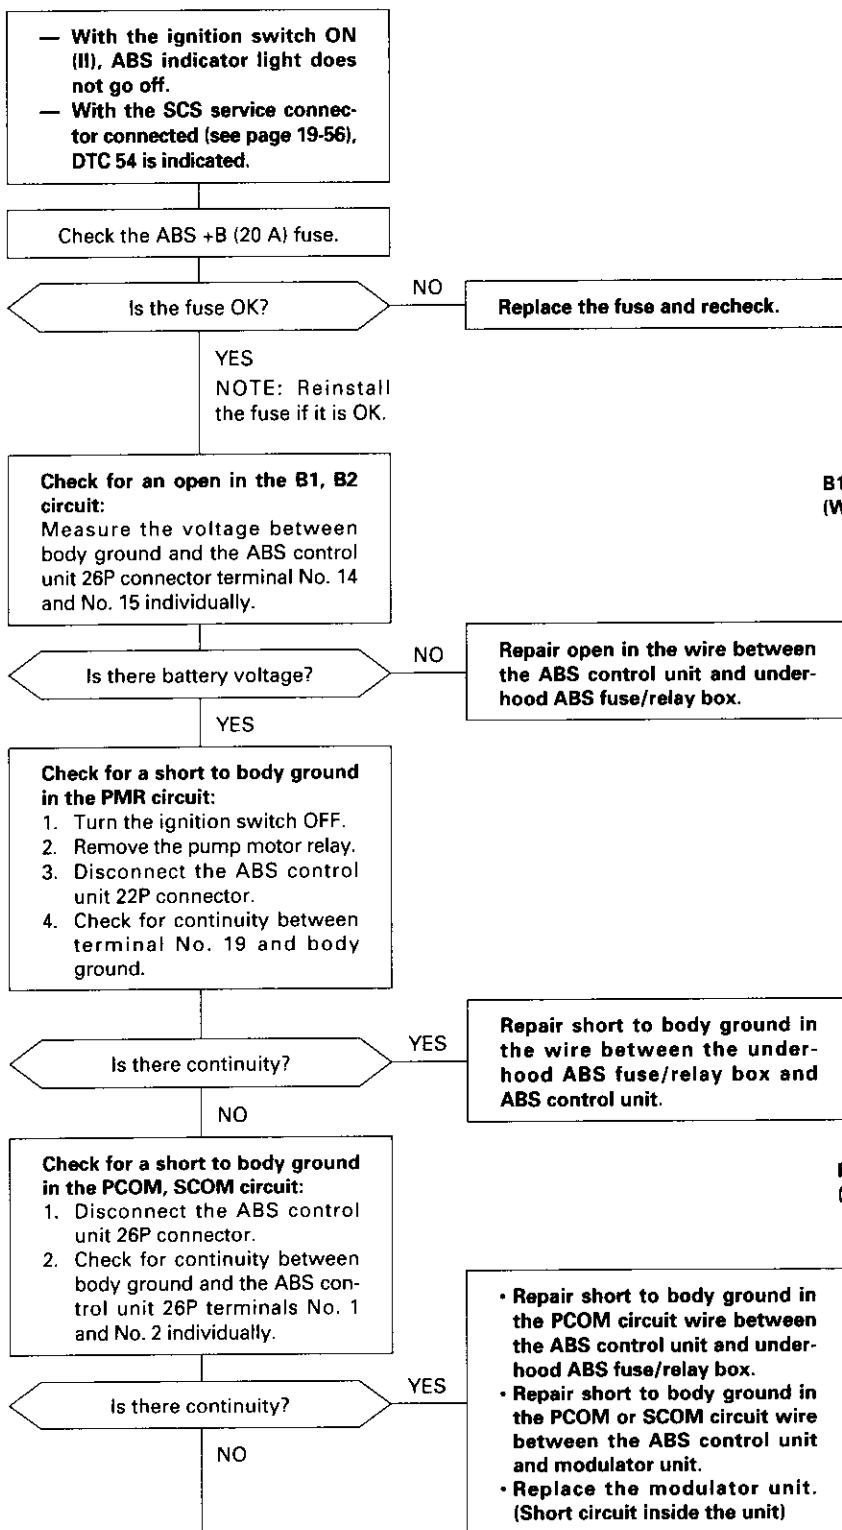 — With the ignition switch ON
(II), ABS indicator light does
not go off.
— With the SCS service connec-
tor connected (see page 19-56),
DTC 54 is indicated.
Check the ABS +B (20 A) fuse.
Is the fuse OK?
NO
Replace the fuse and recheck.
YES
NOTE: Reinstall
the fuse if it is OK.
Check for an open in the B1, B2
circuit:
Measure the voltage between
body ground and the ABS control
unit 26P connector terminal No. 14
and No. 15 individually.
B1
(W
Is there battery voltage?
NO
Repair open in the wire between
the ABS control unit and under-
hood ABS fuse/relay box.
YES
Check for a short to body ground
in the PMR circuit:
1. Turn the ignition switch OFF.
2. Remove the pump motor relay.
3. Disconnect the ABS control
unit 22P connector.
4. Check for continuity between
terminal No. 19 and body
ground.
Is there continuity?
YES
Repair short to body ground in
the wire between the under-
hood ABS fuse/relay box and
ABS control unit.
NO
Check for a short to body ground
in the PCOM, SCOM circuit:
1. Disconnect the ABS control
unit 26P connector.
2. Check for continuity between
body ground and the ABS con-
trol unit 26P terminals No. 1
and No. 2 individually.
Is there continuity?
YES
• Repair short to body ground in
the PCOM circuit wire between
the ABS control unit and under-
hood ABS fuse/relay box.
• Repair short to body ground in
the PCOM or SCOM circuit wire
between the ABS control unit
and modulator unit.
• Replace the modulator unit.
(Short circuit inside the unit)
NO